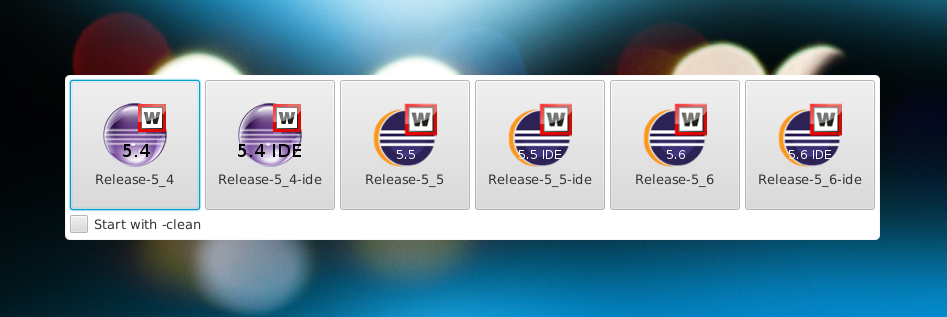 W W W W W W
5.4 5.4 IDE 5.5 5.5 IDE 5.6 5.6 IDE
Release-5_4 Release-5_4-ide Release-5_5 Release-5_5-ide Release-5_6 Release-5_6-ide
Start with -clean